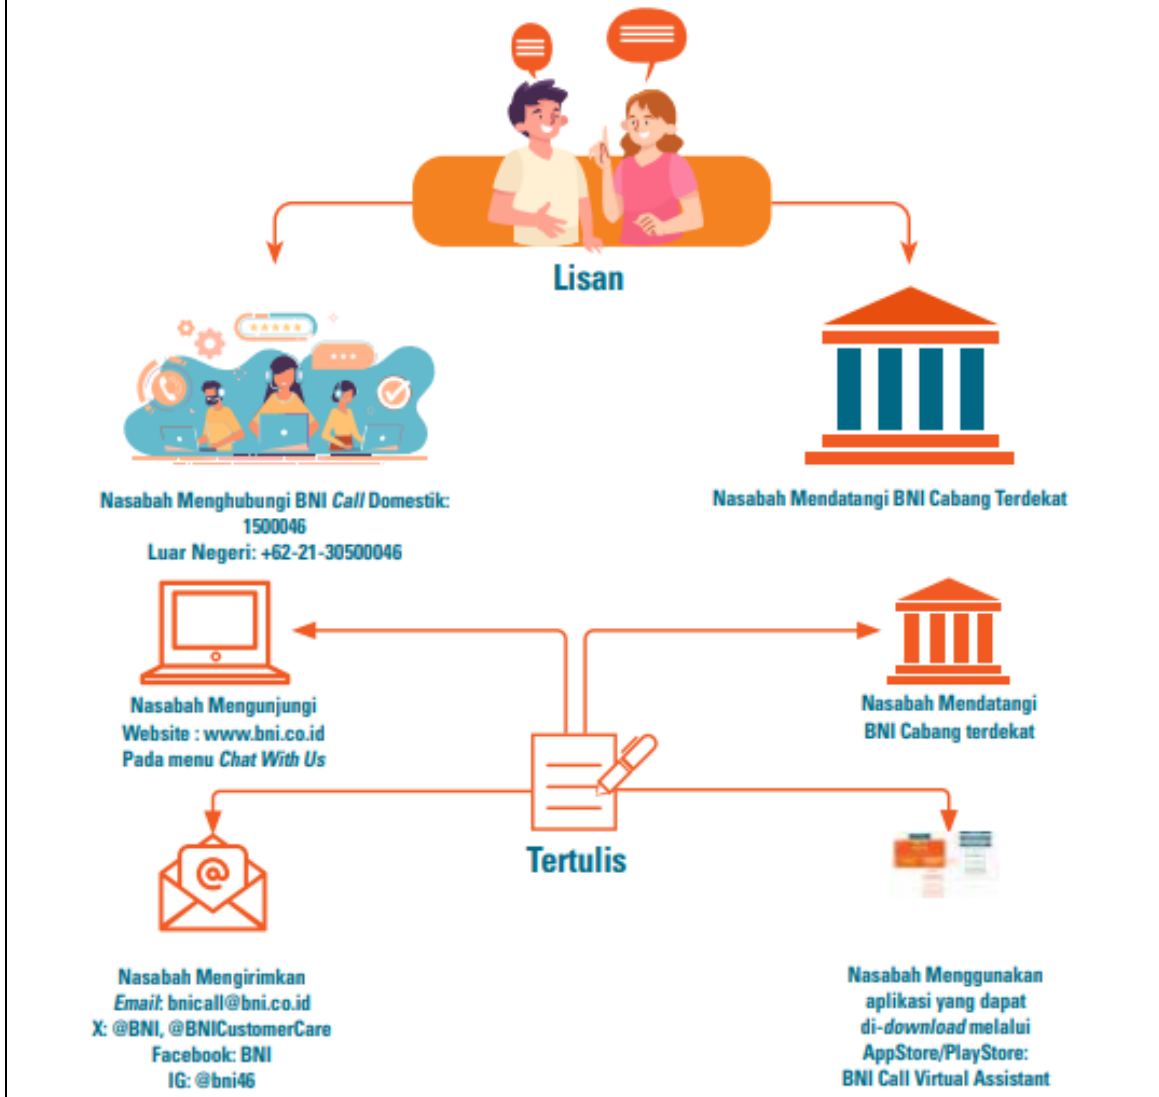 Lisan
Nasabah Menghubungi BNI Call Domestik:
1500046
Luar Negeri: +62-21-30500046
Nasabah Mendatangi BNI Cabang Terdekat
Nasabah Mengunjungi
Website : www.bni.co.id
Pada menu Chat With Us
Nasabah Mendatangi
BNI Cabang terdekat
Tertulis
Nasabah Mengirimkan
Email: bnicall@bni.co.id
X: @BNI, @BNICustomerCare
Facebook: BNI
IG: @bni46
Nasabah Menggunakan
aplikasi yang dapat
di-download melalui
AppStore/PlayStore:
BNI Call Virtual Assistant